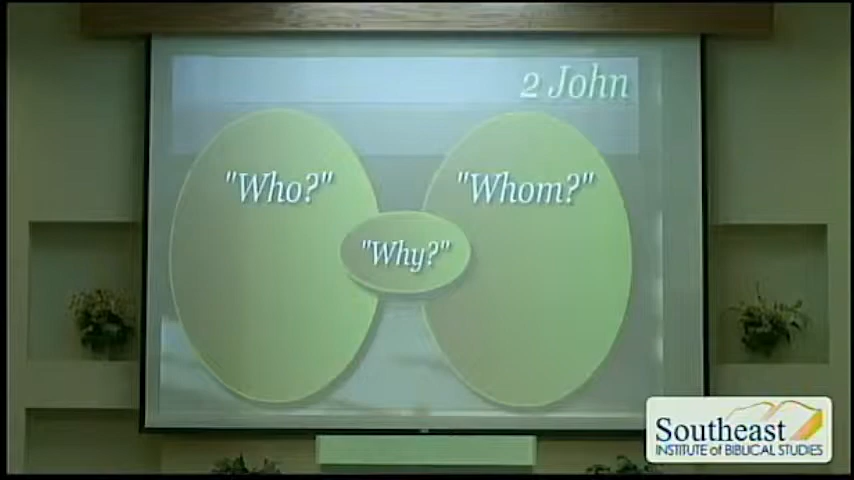 2 John
"Who?"
"Whom?"
"Why?"
Southeast
INSTITUTE of BIBLICAL STUDIES